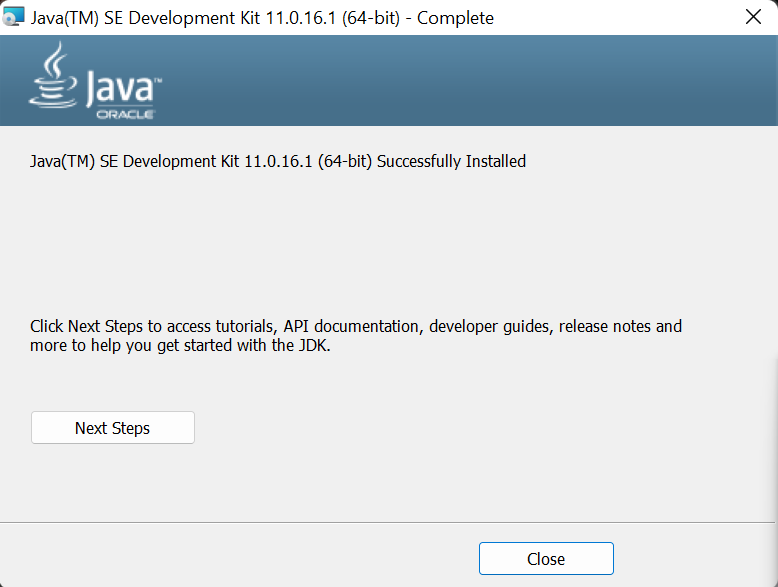 Java(TM) SE Development Kit 11.0.16.1 (64-bit) - Complete
Java™
ORACLE
Java(TM) SE Development Kit 11.0.16.1 (64-bit) Successfully Installed
Click Next Steps to access tutorials, API documentation, developer guides, release notes and
more to help you get started with the JDK.
Next Steps
Close